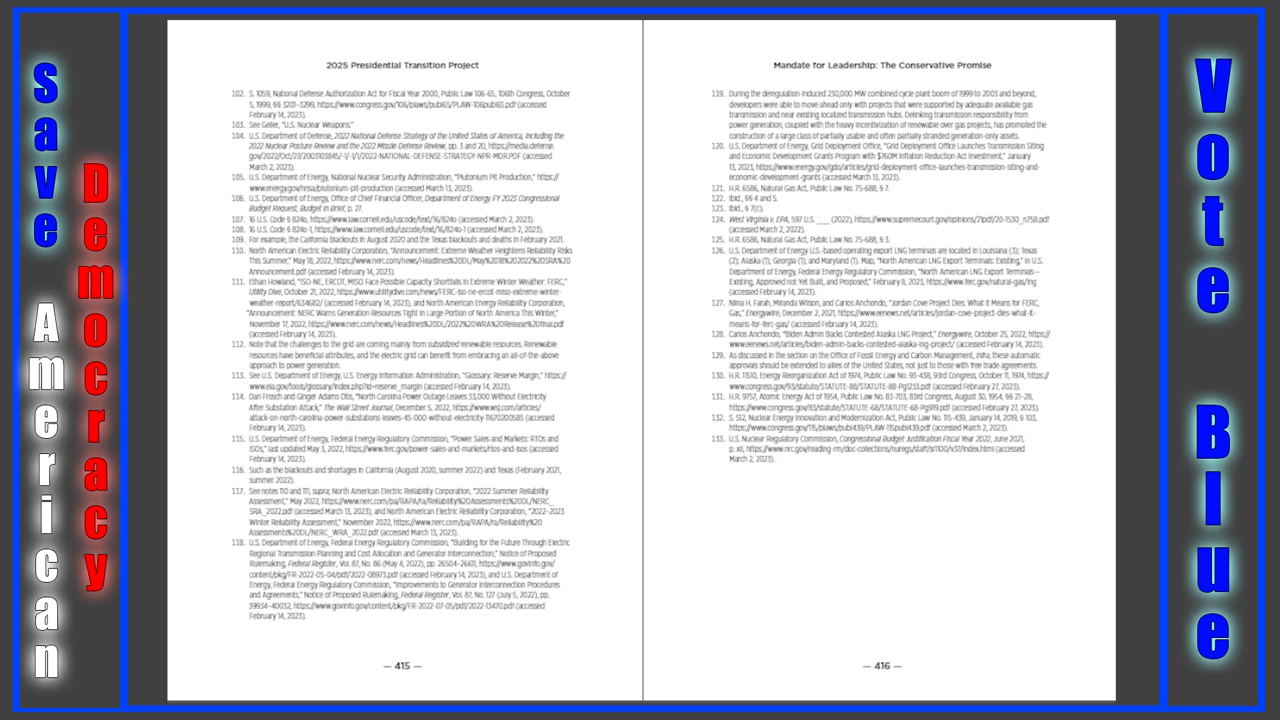 Save
American
Democracy
2025 Presidential Transition Project
102. S. 1059, National Defense Authorization Act for Fiscal Year 2000, Public Law 106-65, 106th Congress, October
5, 1999, §§ 3201–3299, https://www.congress.gov/106/plaws/publ65/PLAW-106publ65.pdf (accessed
February 14, 2023).
103. See Geller, "U.S. Nuclear Weapons."
104. U.S. Department of Defense, 2022 National Defense Strategy of the United States of America, Including the
2022 Nuclear Posture Review and the 2022 Missile Defense Review, pp. 3 and 20, https://media.defense.
gov/2022/Oct/27/2003103845/-1/-1/1/2022-NATIONAL-DEFENSE-STRATEGY-NPR-MDR.PDF (accessed
March 2, 2023).
105. U.S. Department of Energy, National Nuclear Security Administration, "Plutonium Pit Production," https://
www.energy.gov/nnsa/plutonium-pit-production (accessed March 13, 2023).
106. U.S. Department of Energy, Office of Chief Financial Officer, Department of Energy FY 2023 Congressional
Budget Request, Budget in Brief, p. 27.
107. 16 U.S. Code § 824o, https://www.law.cornell.edu/uscode/text/16/824o (accessed March 2, 2023).
108. 16 U.S. Code § 824o-1, https://www.law.cornell.edu/uscode/text/16/824o-1 (accessed March 2, 2023).
109. For example, the California blackouts in August 2020 and the Texas blackouts and deaths in February 2021.
110. North American Electric Reliability Corporation, "Announcement: Extreme Weather Heightens Reliability Risks
This Summer," May 18, 2022, https://www.nerc.com/news/Headlines%20DL/May%2018%202022%20SRA%20
Announcement.pdf (accessed February 14, 2023).
111. Ethan Howland, "ISO-NE, ERCOT, MISO Face Possible Capacity Shortfalls in Extreme Winter Weather: FERC,"
Utility Dive, October 21, 2022, https://www.utilitydive.com/news/FERC-iso-ne-ercot-miso-extreme-winter-
weather-report/634682/ (accessed February 14, 2023), and North American Energy Reliability Corporation,
"Announcement: NERC Warns Generation Resources Tight in Large Portion of North America This Winter,"
November 17, 2022, https://www.nerc.com/news/Headlines%20DL/2022%20WRA%20Release%20final.pdf
(accessed February 14, 2023).
112. Note that the challenges to the grid are coming mainly from subsidized renewable resources. Renewable
resources have beneficial attributes, and the electric grid can benefit from embracing an all-of-the-above
approach to power generation.
113. See U.S. Department of Energy, U.S. Energy Information Administration, "Glossary: Reserve Margin," https://
www.eia.gov/tools/glossary/index.php?id=reserve_margin (accessed February 14, 2023).
114. Dan Frosch and Ginger Adams Otis, "North Carolina Power Outage Leaves 33,000 Without Electricity
After Substation Attack," The Wall Street Journal, December 5, 2022, https://www.wsj.com/articles/
attack-on-north-carolina-power-substations-leaves-45-000-without-electricity-11670200585 (accessed
February 14, 2023).
115. U.S. Department of Energy, Federal Energy Regulatory Commission, "Power Sales and Markets: RTOs and
ISOs," last updated May 3, 2022, https://www.ferc.gov/power-sales-and-markets/rtos-and-isos (accessed
February 14, 2023).
116. Such as the blackouts and shortages in California (August 2020, summer 2022) and Texas (February 2021,
summer 2022).
117. See notes 110 and 111, supra; North American Electric Reliability Corporation, "2022 Summer Reliability
Assessment," May 2022, https://www.nerc.com/pa/RAPA/ra/Reliability%20Assessments%20DL/NERC_
SRA_2022.pdf (accessed March 13, 2023); and North American Electric Reliability Corporation, "2022–2023
Winter Reliability Assessment," November 2022, https://www.nerc.com/pa/RAPA/ra/Reliability%20
Assessments%20DL/NERC_WRA_2022.pdf (accessed March 13, 2023).
118. U.S. Department of Energy, Federal Energy Regulatory Commission, "Building for the Future Through Electric
Regional Transmission Planning and Cost Allocation and Generator Interconnection," Notice of Proposed
Rulemaking, Federal Register, Vol. 87, No. 86 (May 4, 2022), pp. 26504–26611, https://www.govinfo.gov/
content/pkg/FR-2022-05-04/pdf/2022-08973.pdf (accessed February 14, 2023), and U.S. Department of
Energy, Federal Energy Regulatory Commission, "Improvements to Generator Interconnection Procedures
and Agreements," Notice of Proposed Rulemaking, Federal Register, Vol. 87, No. 127 (July 5, 2022), pp.
39934–40032, https://www.govinfo.gov/content/pkg/FR-2022-07-05/pdf/2022-13470.pdf (accessed
February 14, 2023).
— 415 —
Mandate for Leadership: The Conservative Promise
119. During the deregulation-induced 230,000 MW combined cycle plant boom of 1999 to 2003 and beyond,
developers were able to move ahead only with projects that were supported by adequate available gas
transmission and near existing localized transmission hubs. Delinking transmission responsibility from
power generation, coupled with the heavy incentivization of renewable over gas projects, has promoted the
construction of a large class of partially usable and often partially stranded generation-only assets.
120. U.S. Department of Energy, Grid Deployment Office, "Grid Deployment Office Launches Transmission Siting
and Economic Development Grants Program with $760M Inflation Reduction Act Investment," January
13, 2023, https://www.energy.gov/gdo/articles/grid-deployment-office-launches-transmission-siting-and-
economic-development-grants (accessed March 13, 2023).
121. H.R. 6586, Natural Gas Act, Public Law No. 75-688, § 7.
122. Ibid., §§ 4 and 5.
123. Ibid., § 7(c).
124. West Virginia v. EPA, 597 U.S. ___ (2022), https://www.supremecourt.gov/opinions/21pdf/20-1530_n758.pdf
(accessed March 2, 2022).
125. H.R. 6586, Natural Gas Act, Public Law No. 75-688, § 3.
126. U.S. Department of Energy U.S.-based operating export LNG terminals are located in Louisiana (3); Texas
(2); Alaska (1); Georgia (1); and Maryland (1). Map, "North American LNG Export Terminals: Existing," in U.S.
Department of Energy, Federal Energy Regulatory Commission, "North American LNG Export Terminals—
Existing, Approved not Yet Built, and Proposed," February 8, 2023, https://www.ferc.gov/natural-gas/lng
(accessed February 14, 2023).
127. Niina H. Farah, Miranda Wilson, and Carlos Anchondo, "Jordan Cove Project Dies. What It Means for FERC,
Gas," Energywire, December 2, 2021, https://www.eenews.net/articles/jordan-cove-project-dies-what-it-
means-for-ferc-gas/ (accessed February 14, 2023).
128. Carlos Anchondo, "Biden Admin Backs Contested Alaska LNG Project," Energywire, October 25, 2022, https://
www.eenews.net/articles/biden-admin-backs-contested-alaska-lng-project/ (accessed February 14, 2023).
129. As discussed in the section on the Office of Fossil Energy and Carbon Management, infra, these automatic
approvals should be extended to allies of the United States, not just to those with free trade agreements.
130. H.R. 11510, Energy Reorganization Act of 1974, Public Law No. 93-438, 93rd Congress, October 11, 1974, https://
www.congress.gov/93/statute/STATUTE-88/STATUTE-88-Pg1233.pdf (accessed February 27, 2023).
131. H.R. 9757, Atomic Energy Act of 1954, Public Law No. 83-703, 83rd Congress, August 30, 1954, §§ 21–28,
https://www.congress.gov/83/statute/STATUTE-68/STATUTE-68-Pg919.pdf (accessed February 27, 2023).
132. S. 512, Nuclear Energy Innovation and Modernization Act, Public Law No. 115-439, January 14, 2019, § 103,
https://www.congress.gov/115/plaws/publ439/PLAW-115publ439.pdf (accessed March 2, 2023).
133. U.S. Nuclear Regulatory Commission, Congressional Budget Justification Fiscal Year 2022, June 2021,
p. xii, https://www.nrc.gov/reading-rm/doc-collections/nuregs/staff/sr1100/v37/index.html (accessed
March 2, 2023).
— 416 —
Vote
Blue